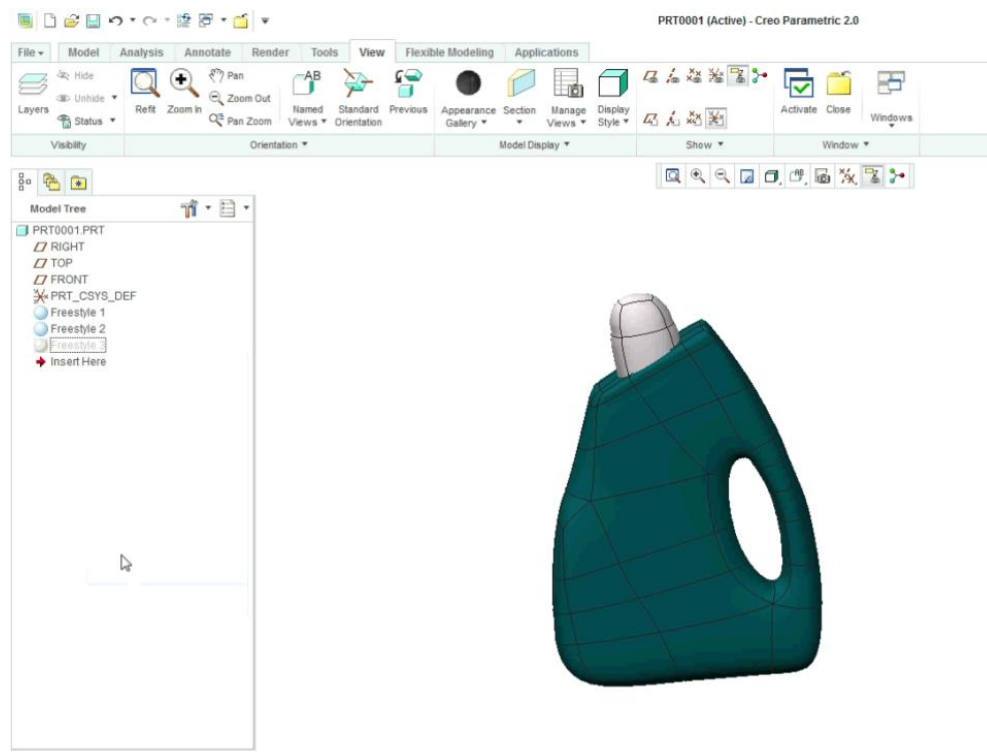 PRT0001 (Active) - Creo Parametric 2.0
File Model Analysis Annotate Render Tools View Flexible Modeling Applications
Hide
Unhide
Status
Layers
Refit
Zoom In
Pan
Zoom Out
Pan Zoom
AB
Named Views
Standard Orientation
Previous
Appearance Gallery
Section
Manage Views
Display Style
Activate
Close
Windows
Visibility
Orientation
Model Display
Show
Window
Model Tree
PRT0001.PRT
RIGHT
TOP
FRONT
PRT_CSYS_DEF
Freestyle 1
Freestyle 2
Freestyle 3
Insert Here